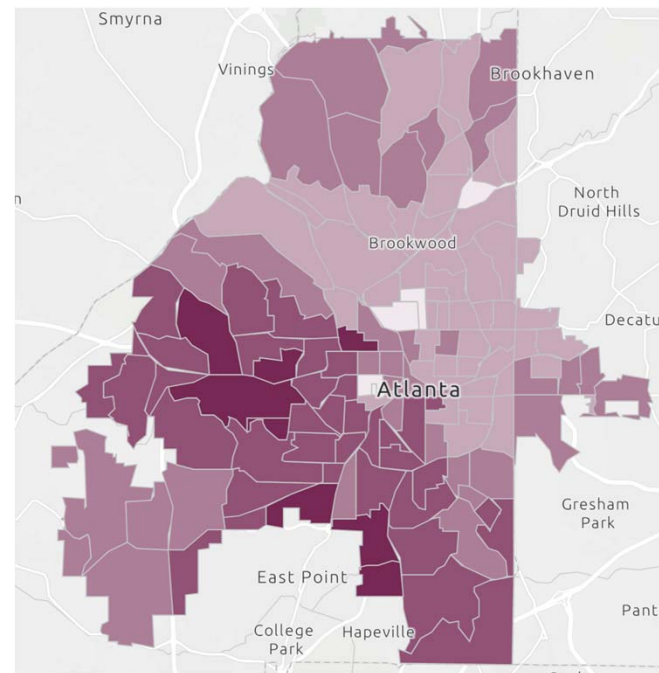 Smyrna
Vinings
Brookhaven
North
Druid Hills
n
Brookwood
Decatu
Atlanta
Gresham
Park
East Point
Pant
College
Park
Hapeville